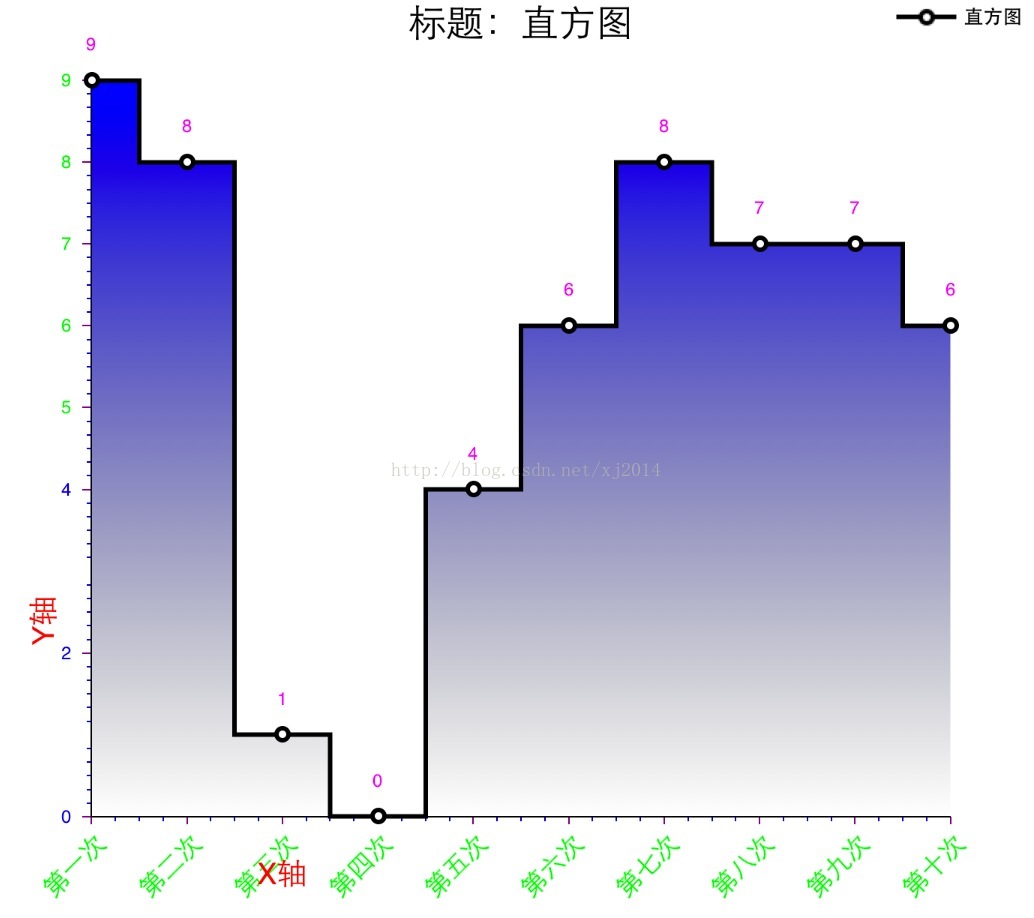 标题：直方图
直方图
9
8
1
0
4
6
8
7
7
6
9
8
7
6
5
4
2
0
Y轴
http://blog.csdn.net/xj2014
第一次
第二次
第三次
第四次
第五次
第六次
第七次
第八次
第九次
第十次
X轴